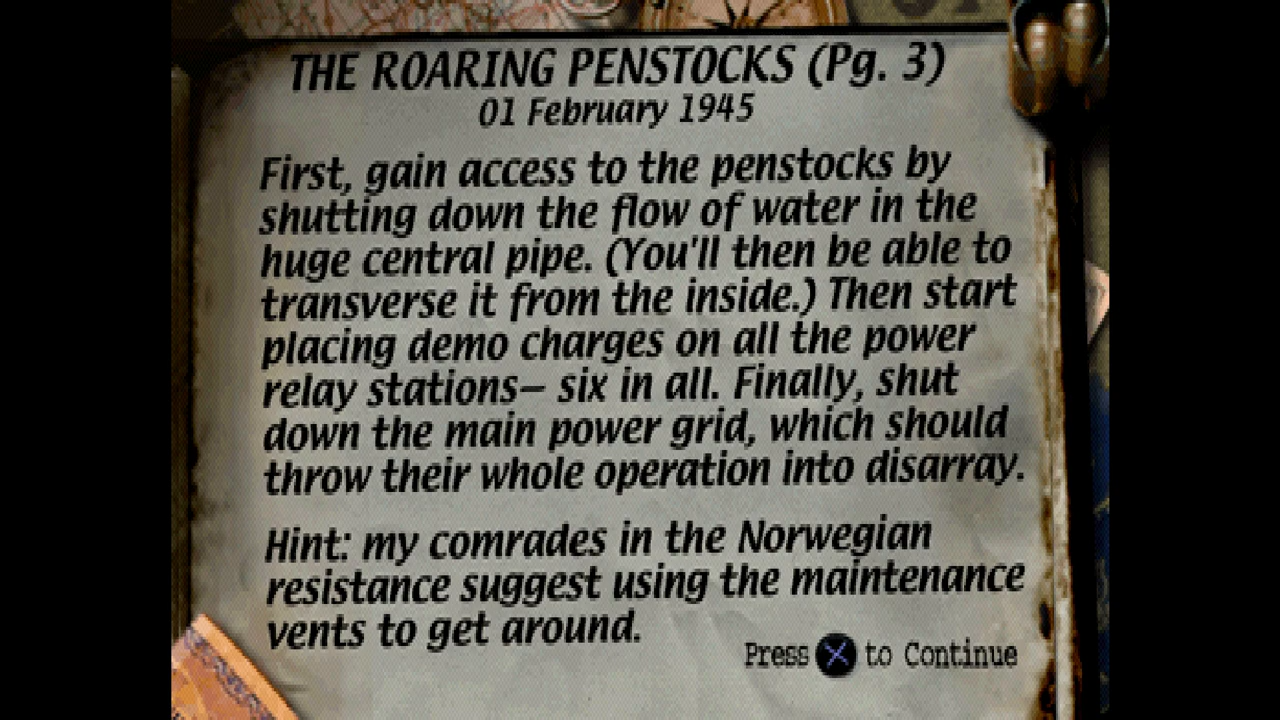 THE ROARING PENSTOCKS (Pg. 3)
01 February 1945
First, gain access to the penstocks by
shutting down the flow of water in the
huge central pipe. (You'll then be able to
transverse it from the inside.) Then start
placing demo charges on all the power
relay stations– six in all. Finally, shut
down the main power grid, which should
throw their whole operation into disarray.
Hint: my comrades in the Norwegian
resistance suggest using the maintenance
vents to get around.
Press X to Continue